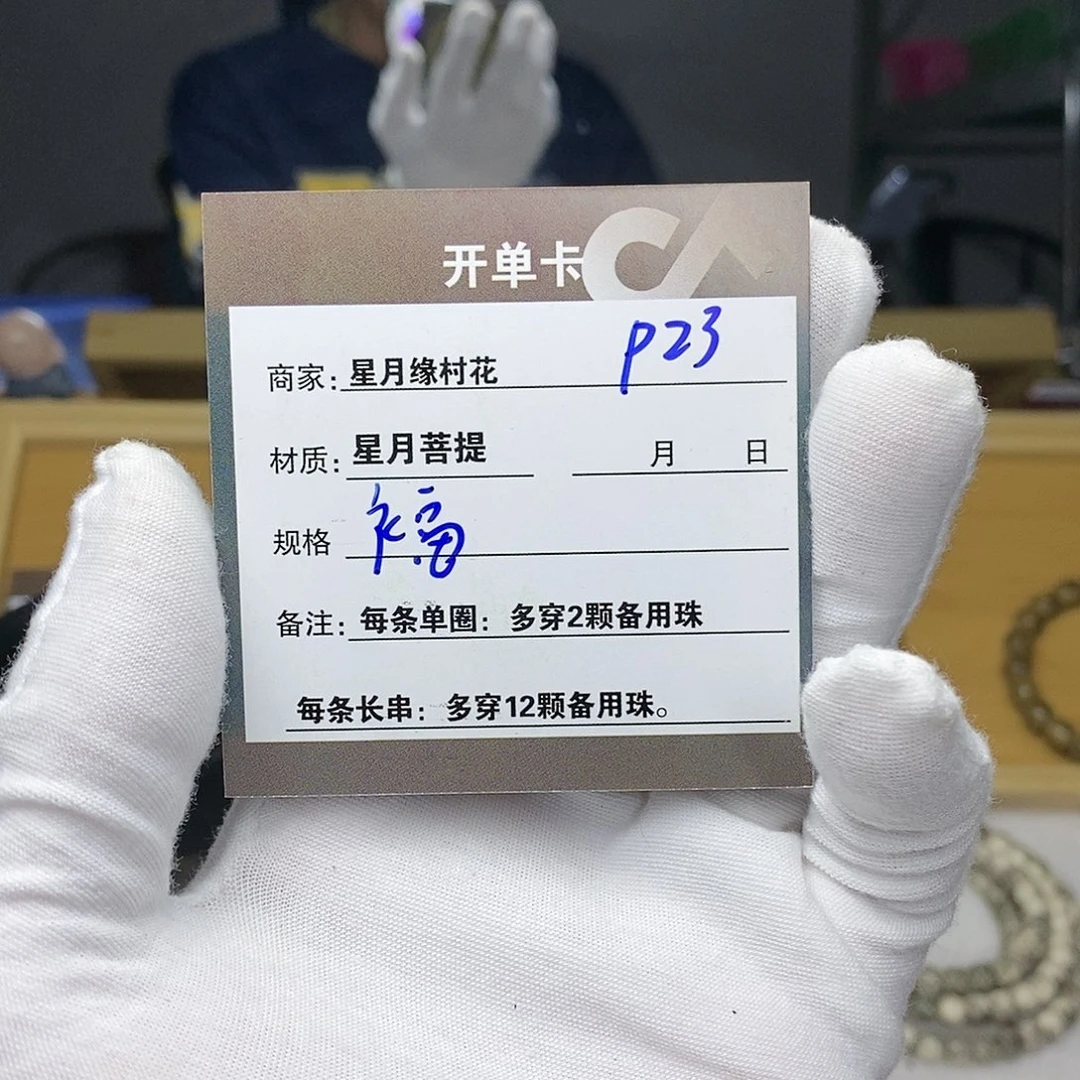 开单卡
商家：星月缘村花 P23
材质：星月菩提 月 日
规格 福
备注：每条单圈：多穿2颗备用珠
每条长串：多穿12颗备用珠。